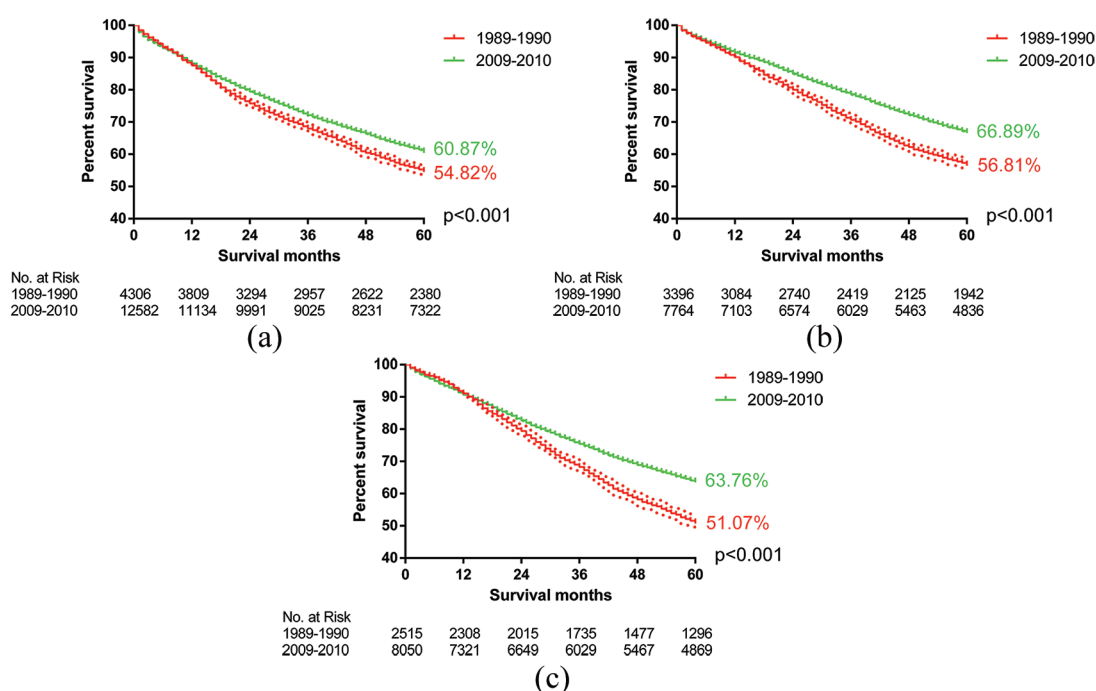 100
90
80
70
60
50
40
Percent survival
1989-1990
2009-2010
60.87%
54.82%
p<0.001
0 12 24 36 48 60
Survival months
No. at Risk
1989-1990 4306 3809 3294 2957 2622 2380
2009-2010 12582 11134 9991 9025 8231 7322
(a)
100
90
80
70
60
50
40
Percent survival
1989-1990
2009-2010
66.89%
56.81%
p<0.001
0 12 24 36 48 60
Survival months
No. at Risk
1989-1990 3396 3084 2740 2419 2125 1942
2009-2010 7764 7103 6574 6029 5463 4836
(b)
100
90
80
70
60
50
40
Percent survival
1989-1990
2009-2010
63.76%
51.07%
p<0.001
0 12 24 36 48 60
Survival months
No. at Risk
1989-1990 2515 2308 2015 1735 1477 1296
2009-2010 8050 7321 6649 6029 5467 4869
(c)